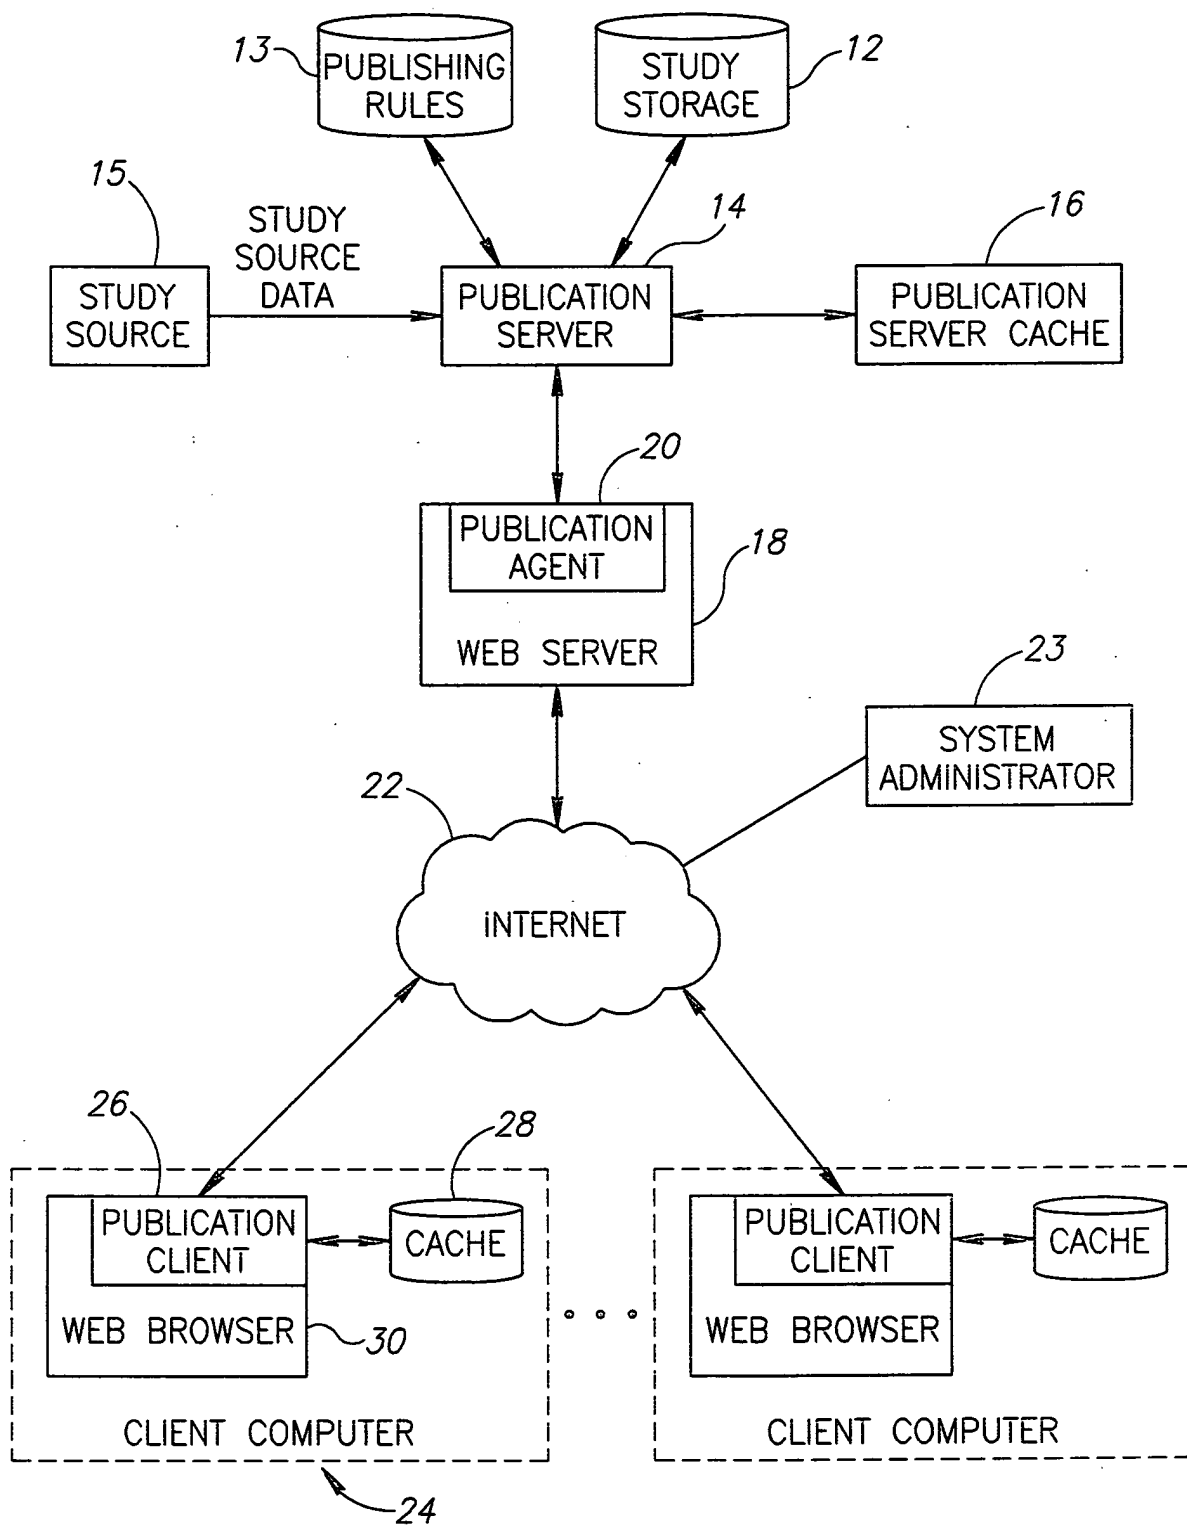 13
PUBLISHING
RULES
STUDY
STORAGE
12
15
STUDY
SOURCE
DATA
14
16
STUDY
SOURCE
PUBLICATION
SERVER
PUBLICATION
SERVER CACHE
20
PUBLICATION
AGENT
18
WEB SERVER
23
SYSTEM
ADMINISTRATOR
22
INTERNET
26
28
PUBLICATION
CLIENT
CACHE
WEB BROWSER
30
CLIENT COMPUTER
24
PUBLICATION
CLIENT
CACHE
WEB BROWSER
CLIENT COMPUTER